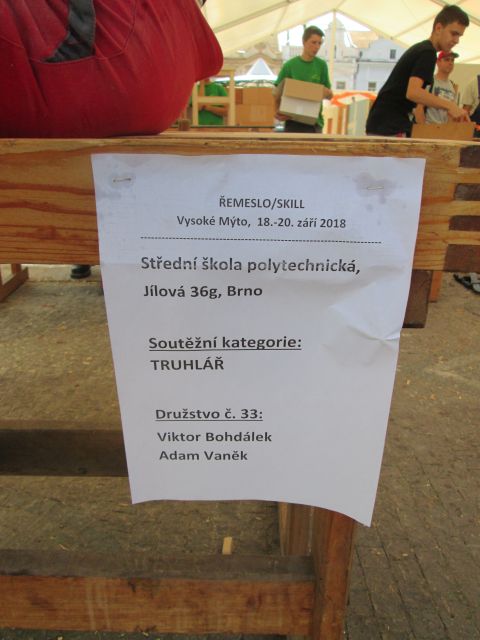 ŘEMESLO/SKILL
Vysoké Mýto, 18.-20. září 2018
Střední škola polytechnická,
Jílová 36g, Brno
Soutěžní kategorie:
TRUHLÁŘ
Družstvo č. 33:
Viktor Bohdálek
Adam Vaněk